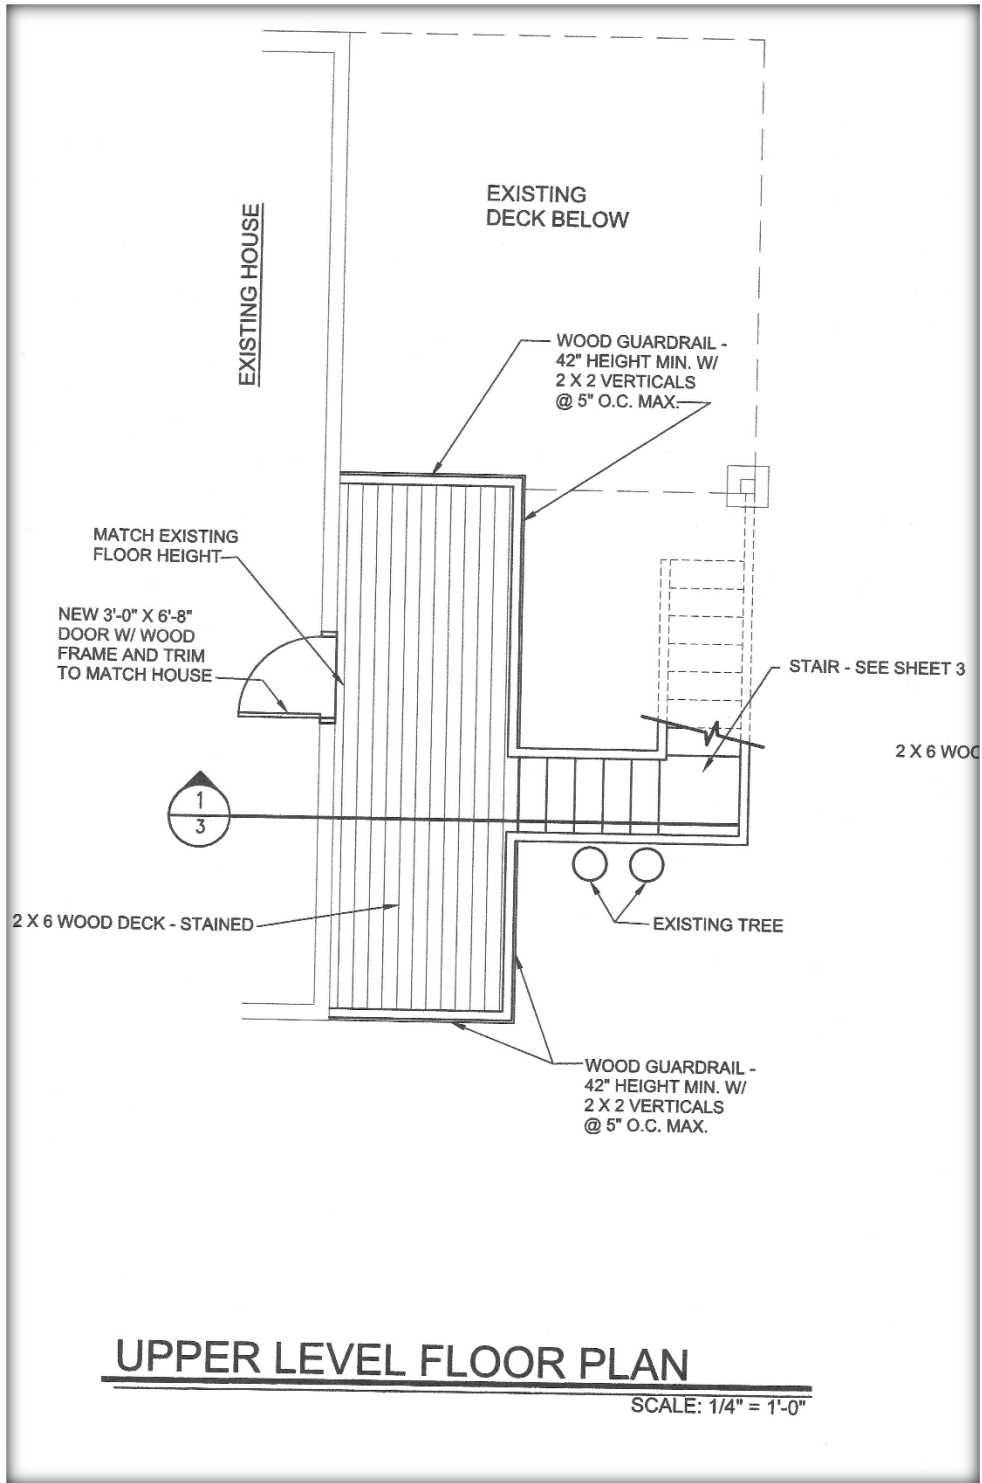 EXISTING
DECK BELOW
EXISTING HOUSE
WOOD GUARDRAIL -
42" HEIGHT MIN. W/
2 X 2 VERTICALS
@ 5" O.C. MAX.
MATCH EXISTING
FLOOR HEIGHT
NEW 3'-0" X 6'-8"
DOOR W/ WOOD
FRAME AND TRIM
TO MATCH HOUSE
STAIR - SEE SHEET 3
2 X 6 WOO
1
3
2 X 6 WOOD DECK - STAINED
EXISTING TREE
WOOD GUARDRAIL -
42" HEIGHT MIN. W/
2 X 2 VERTICALS
@ 5" O.C. MAX.
UPPER LEVEL FLOOR PLAN
SCALE: 1/4" = 1'-0"